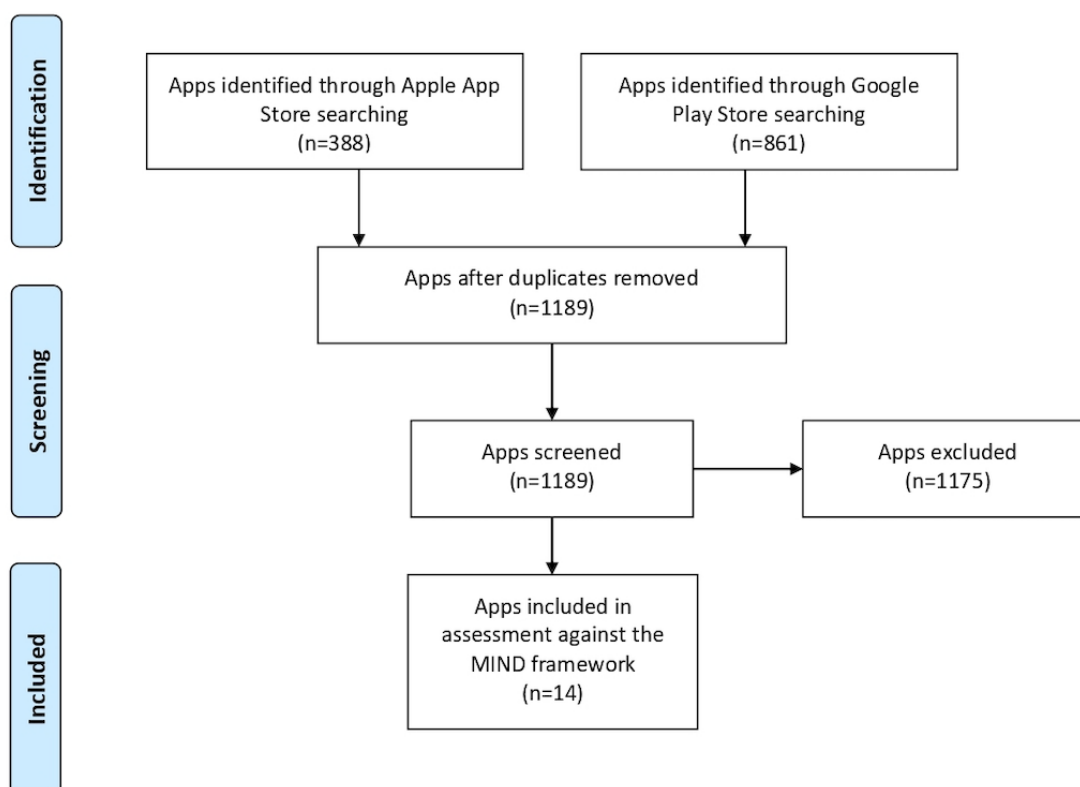 Identification
Apps identified through Apple App
Store searching
(n=388)
Apps identified through Google
Play Store searching
(n=861)
Apps after duplicates removed
(n=1189)
Screening
Apps screened
(n=1189)
Apps excluded
(n=1175)
Included
Apps included in
assessment against the
MIND framework
(n=14)